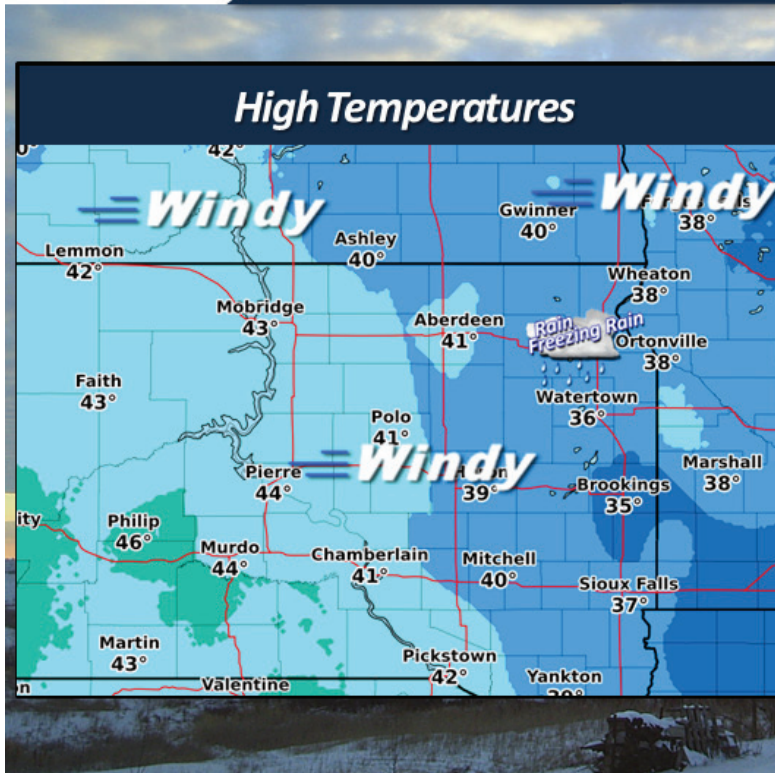 High Temperatures
42°
Windy
Windy
Gwinner
40°
38°
Ashley
40°
Lemmon
42°
Wheaton
38°
Mobridge
43°
Aberdeen
41°
Rain
Freezing Rain
Ortonville
38°
Faith
43°
Watertown
36°
Polo
41°
Windy
Marshall
38°
Pierre
44°
39°
Brookings
35°
ity
Philip
46°
Murdo
44°
Chamberlain
41°
Mitchell
40°
Sioux Falls
37°
Martin
43°
Pickstown
42°
Valentine
Yankton